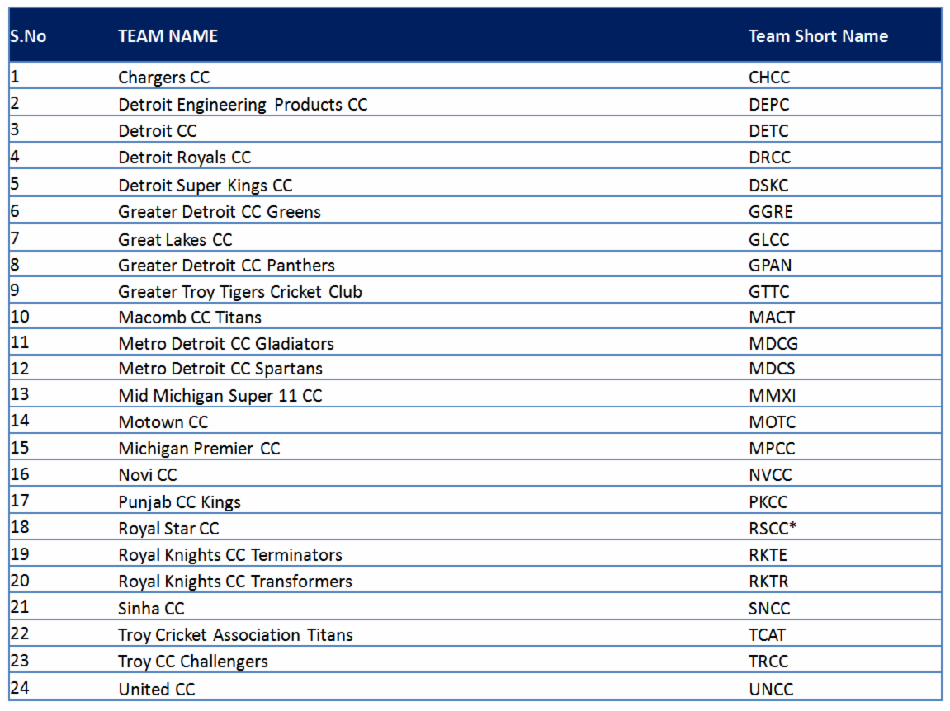 S.No TEAM NAME Team Short Name
1 Chargers CC CHCC
2 Detroit Engineering Products CC DEPC
3 Detroit CC DETC
4 Detroit Royals CC DRCC
5 Detroit Super Kings CC DSKC
6 Greater Detroit CC Greens GGRE
7 Great Lakes CC GLCC
8 Greater Detroit CC Panthers GPAN
9 Greater Troy Tigers Cricket Club GTTC
10 Macomb CC Titans MACT
11 Metro Detroit CC Gladiators MDCG
12 Metro Detroit CC Spartans MDCS
13 Mid Michigan Super 11 CC MMXI
14 Motown CC MOTC
15 Michigan Premier CC MPCC
16 Novi CC NVCC
17 Punjab CC Kings PKCC
18 Royal Star CC RSCC*
19 Royal Knights CC Terminators RKTE
20 Royal Knights CC Transformers RKTR
21 Sinha CC SNCC
22 Troy Cricket Association Titans TCAT
23 Troy CC Challengers TRCC
24 United CC UNCC